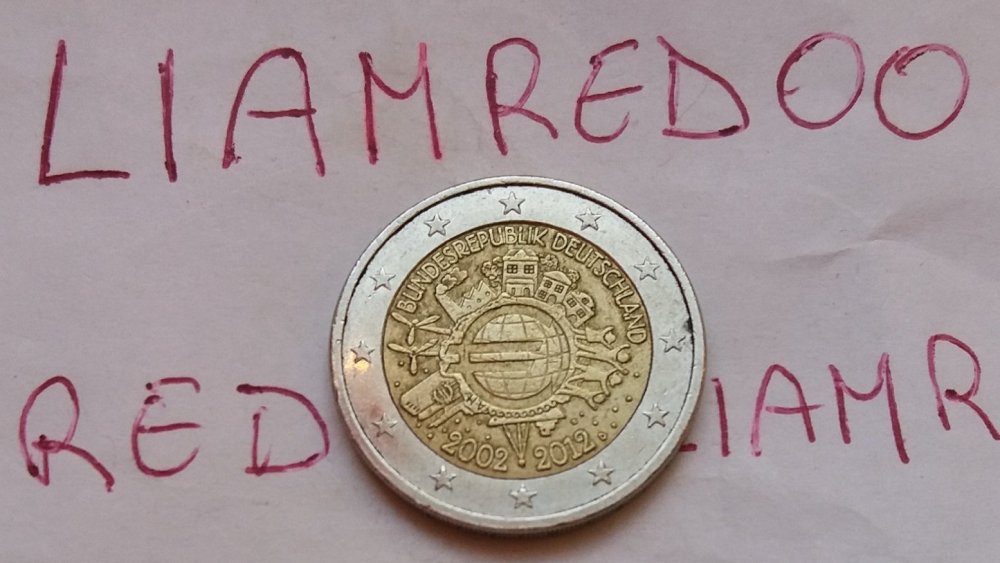 LIAMREDOO
BUNDESREPUBLIK DEUTSCHLAND
RED IAMR
2002 2012